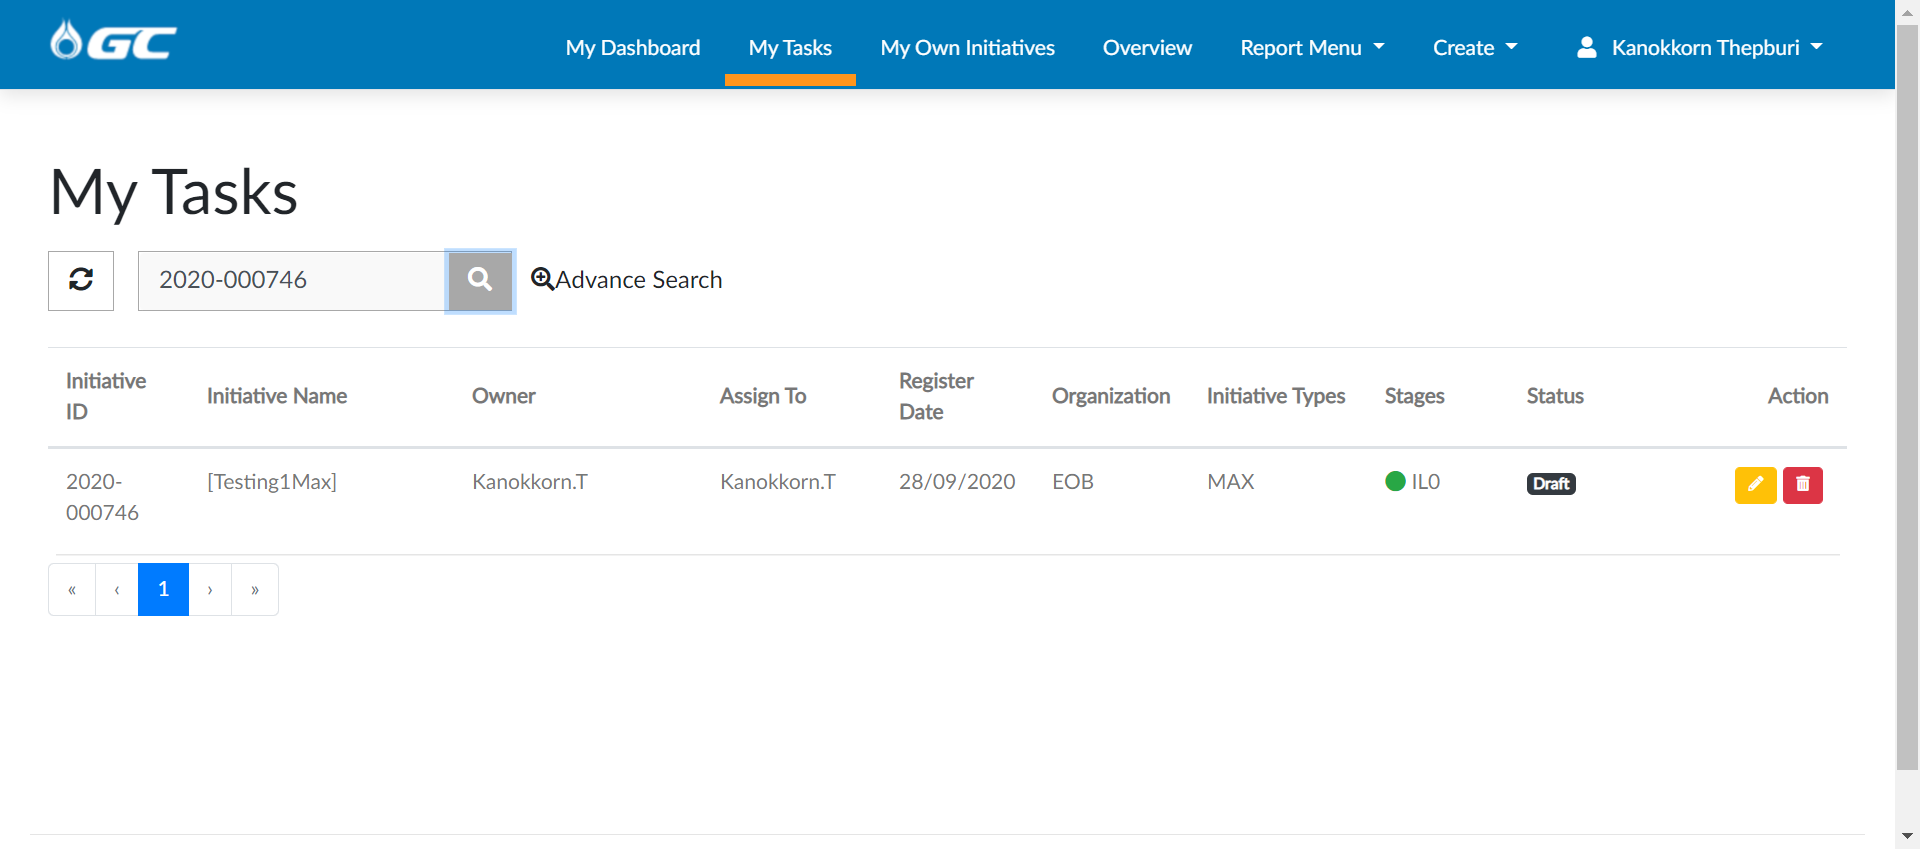 GC
My Dashboard My Tasks My Own Initiatives Overview Report Menu Create Kanokkorn Thepburi
My Tasks
2020-000746 Advance Search
Initiative ID Initiative Name Owner Assign To Register Date Organization Initiative Types Stages Status Action
2020-000746 [Testing1Max] Kanokkorn.T Kanokkorn.T 28/09/2020 EOB MAX IL0 Draft
« ‹ 1 › »